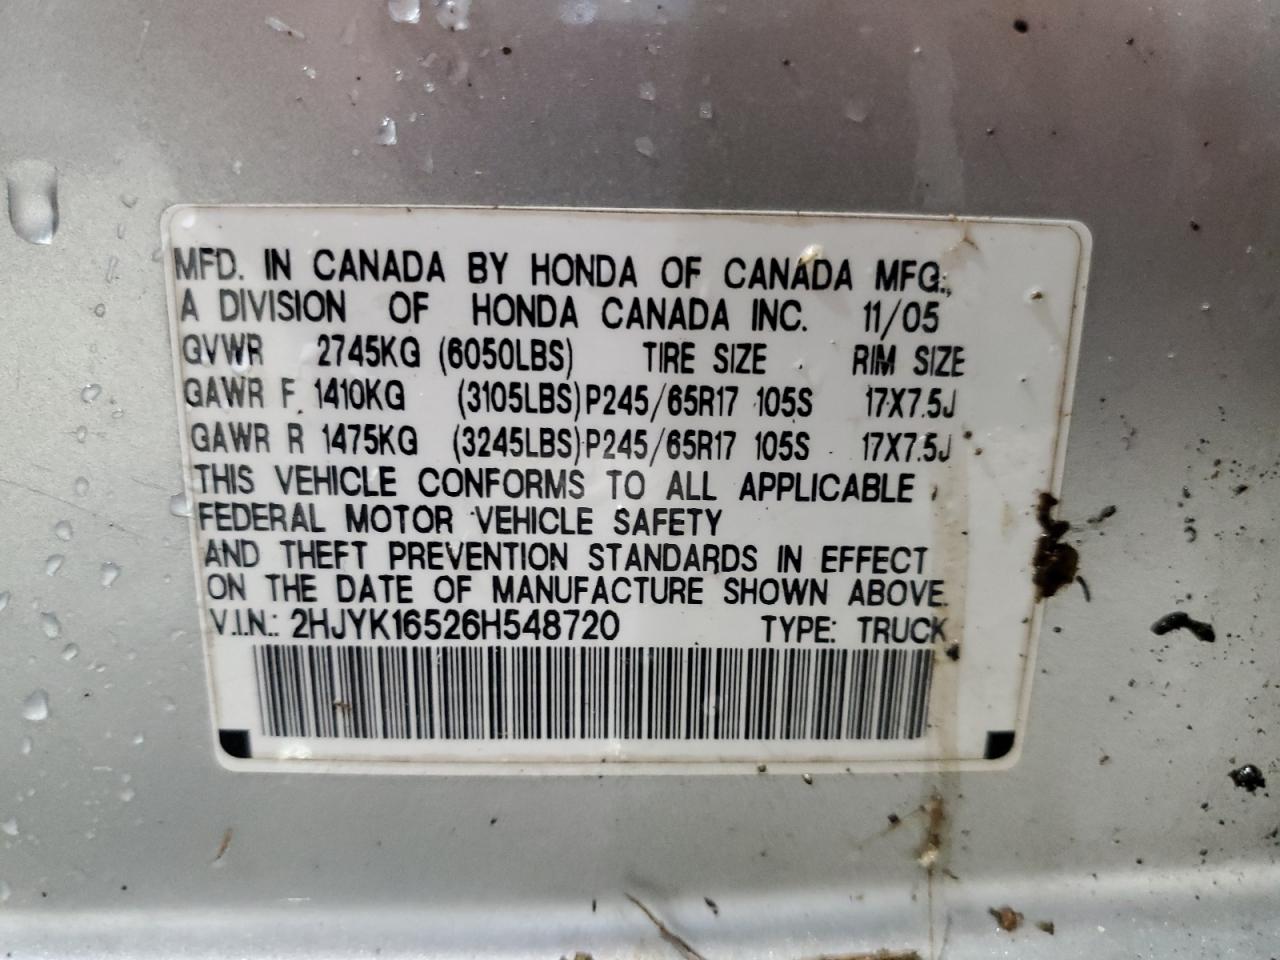 MFD. IN CANADA BY HONDA OF CANADA MFG.,
A DIVISION OF HONDA CANADA INC. 11/05
GVWR 2745KG (6050LBS) TIRE SIZE RIM SIZE
GAWR F 1410KG (3105LBS) P245/65R17 105S 17X7.5J
GAWR R 1475KG (3245LBS) P245/65R17 105S 17X7.5J
THIS VEHICLE CONFORMS TO ALL APPLICABLE
FEDERAL MOTOR VEHICLE SAFETY
AND THEFT PREVENTION STANDARDS IN EFFECT
ON THE DATE OF MANUFACTURE SHOWN ABOVE.
V.I.N.: 2HJYK16526H548720 TYPE: TRUCK